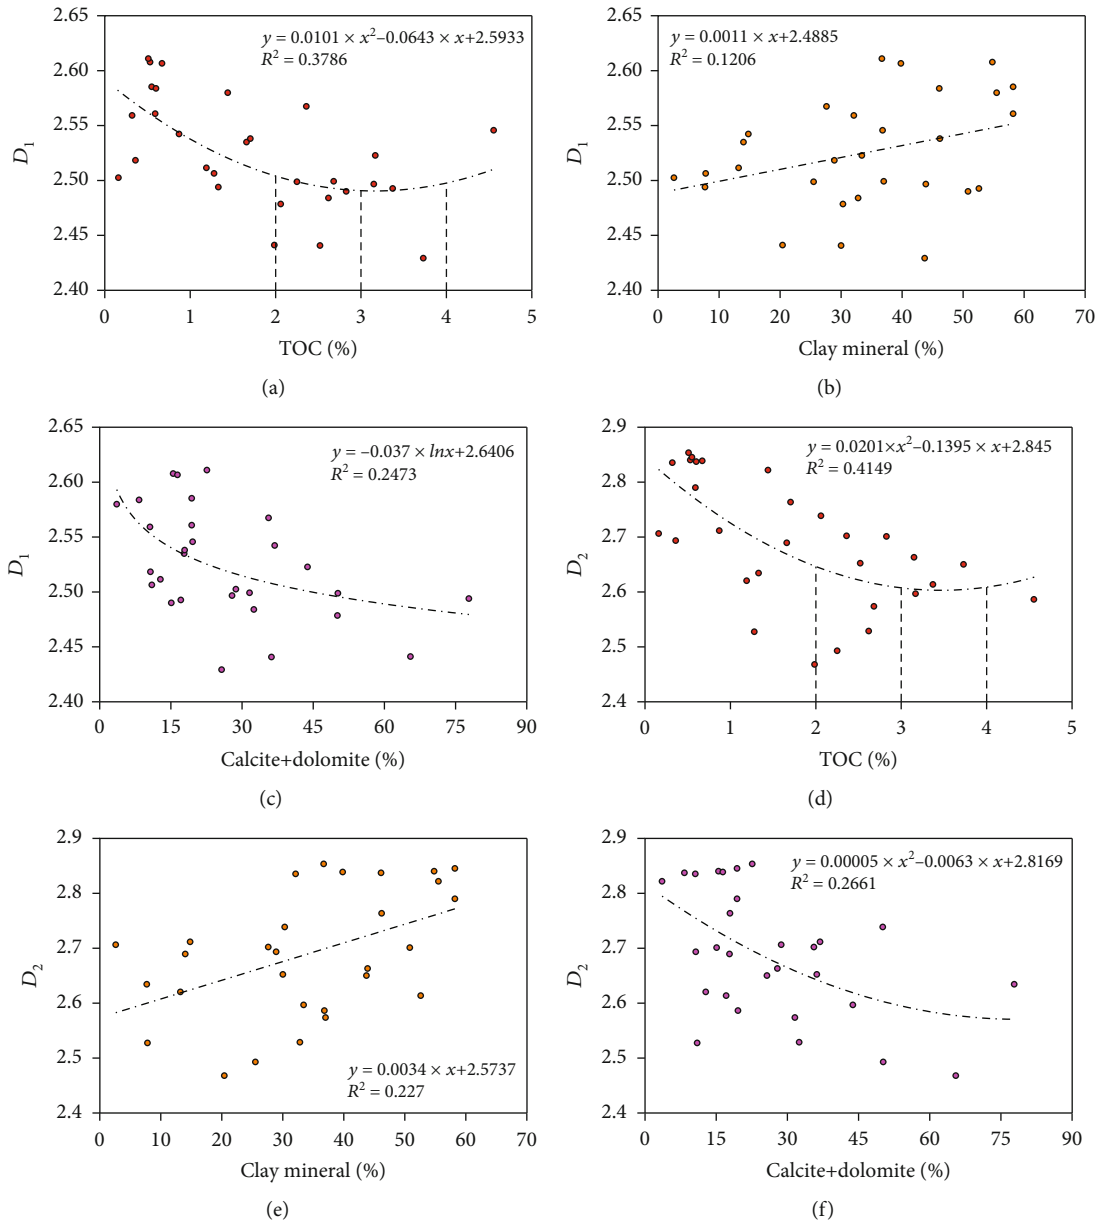 2.65
2.60
2.55
2.50
2.45
2.40
D1
y = 0.0101 × x²–0.0643 × x+2.5933
R² = 0.3786
0 1 2 3 4 5
TOC (%)
(a)
2.65
2.60
2.55
2.50
2.45
2.40
D1
y = 0.0011 × x+2.4885
R² = 0.1206
0 10 20 30 40 50 60 70
Clay mineral (%)
(b)
2.65
2.60
2.55
2.50
2.45
2.40
D1
y = –0.037 × lnx+2.6406
R² = 0.2473
0 15 30 45 60 75 90
Calcite+dolomite (%)
(c)
2.9
2.8
2.7
2.6
2.5
2.4
D2
y = 0.0201×x²–0.1395 × x+2.845
R² = 0.4149
0 1 2 3 4 5
TOC (%)
(d)
2.9
2.8
2.7
2.6
2.5
2.4
D2
y = 0.0034 × x+2.5737
R² = 0.227
0 10 20 30 40 50 60 70
Clay mineral (%)
(e)
2.9
2.8
2.7
2.6
2.5
2.4
D2
y = 0.00005 × x²–0.0063 × x+2.8169
R² = 0.2661
0 15 30 45 60 75 90
Calcite+dolomite (%)
(f)